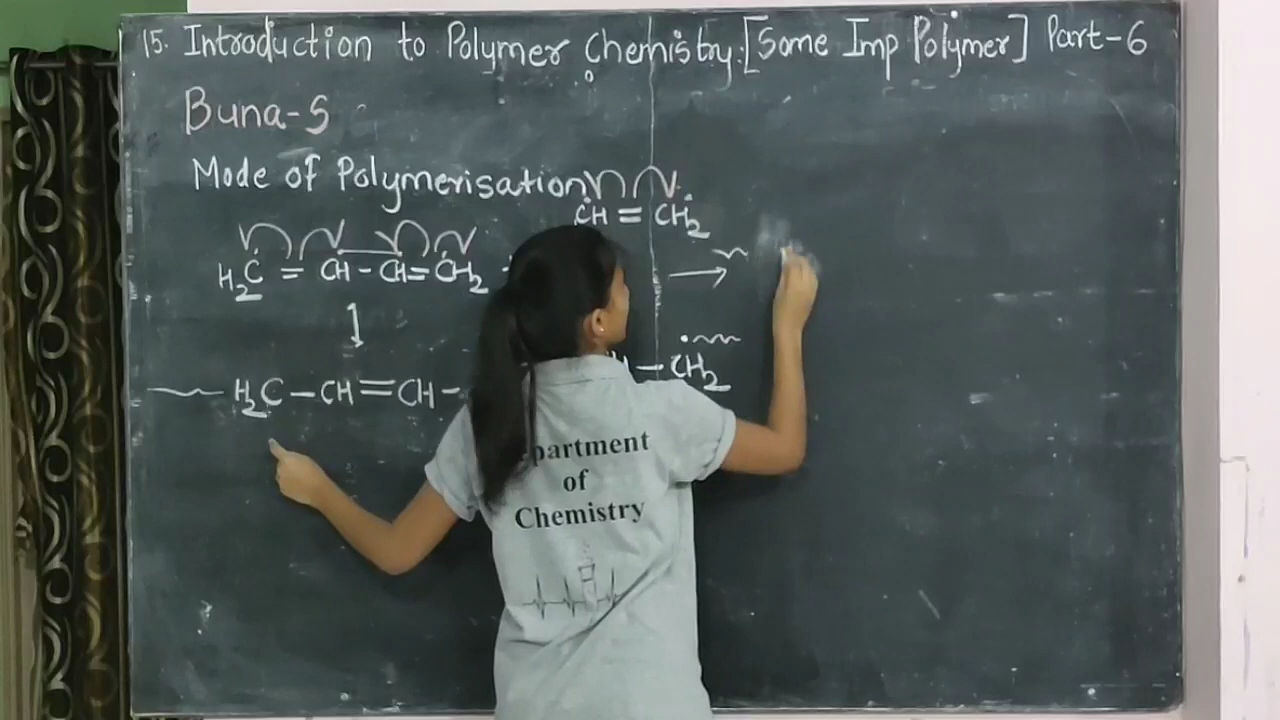 15. Introduction to Polymer Chemistry. [Some Imp Polymer] Part-6
Buna-S
Mode of Polymerisation
CH = CH2
H2C = CH - CH = CH2
H2C - CH = CH -
- CH2
partment
of
Chemistry